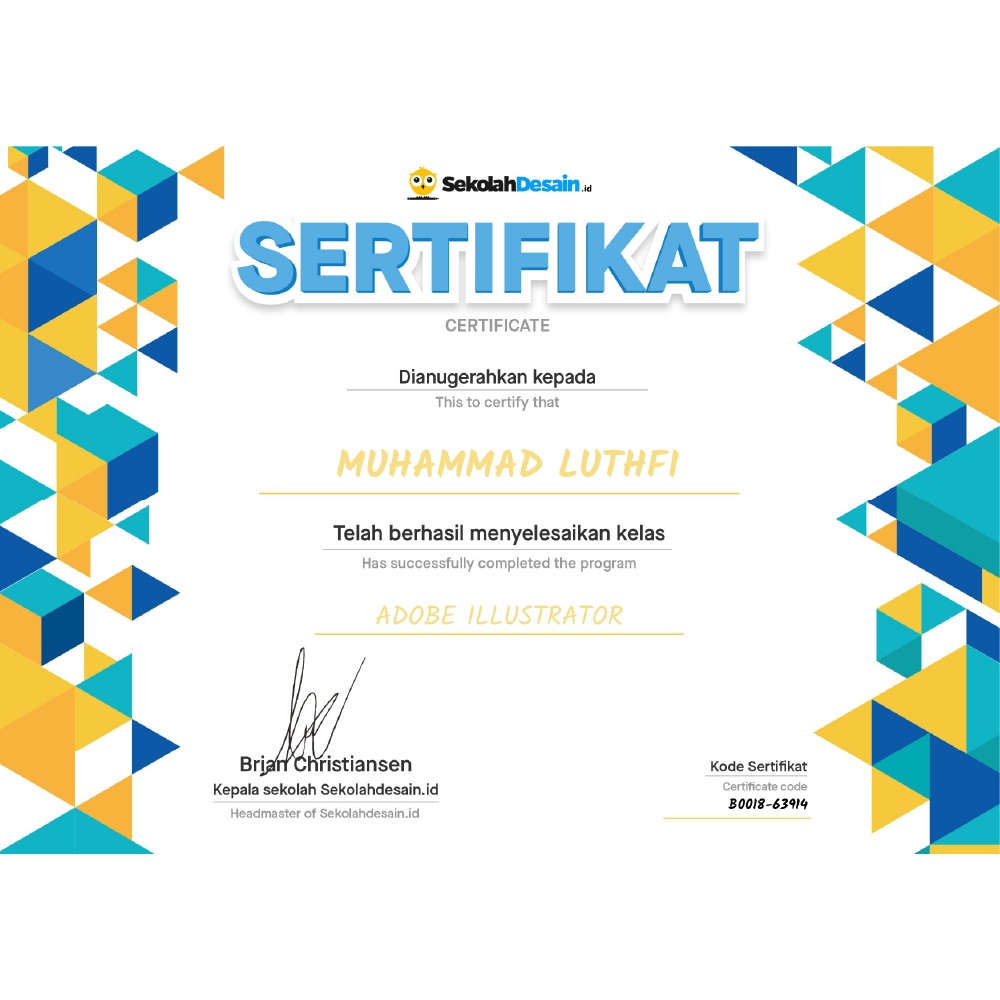 SekolahDesain.id
SERTIFIKAT
CERTIFICATE
Dianugerahkan kepada
This to certify that
MUHAMMAD LUTHFI
Telah berhasil menyelesaikan kelas
Has successfully completed the program
ADOBE ILLUSTRATOR
Brian Christiansen
Kepala sekolah Sekolahdesain.id
Headmaster of Sekolahdesain.id
Kode Sertifikat
Certificate code
B0018-63914